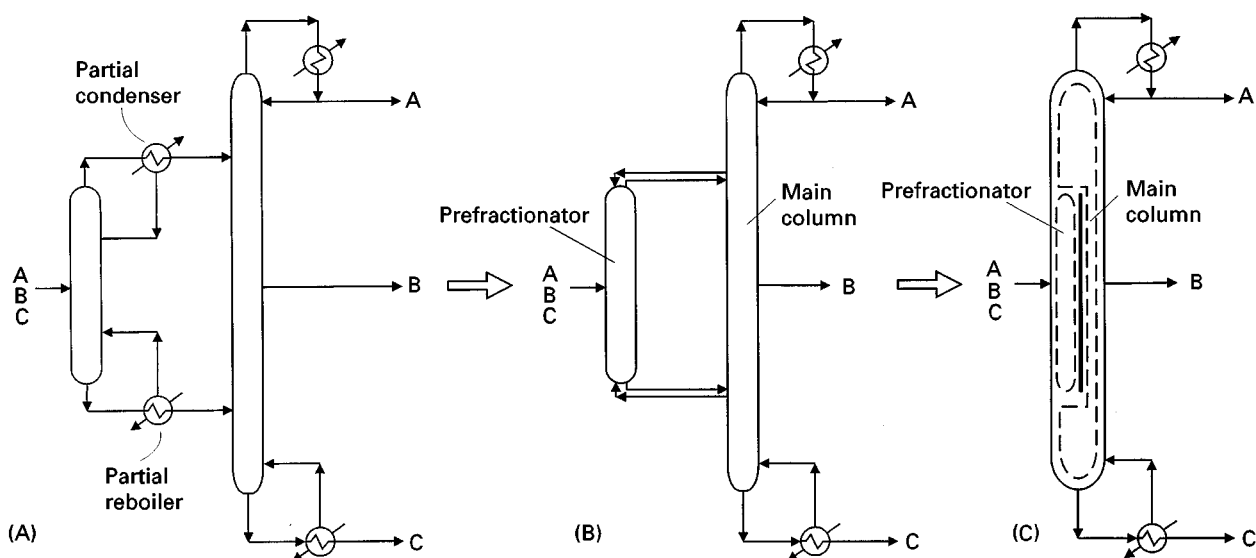 Partial
condenser
A
B
C
Partial
reboiler
A
B
C
(A)
Prefractionator
A
B
C
Main
column
A
B
C
(B)
Prefractionator
A
B
C
Main
column
A
B
C
(C)